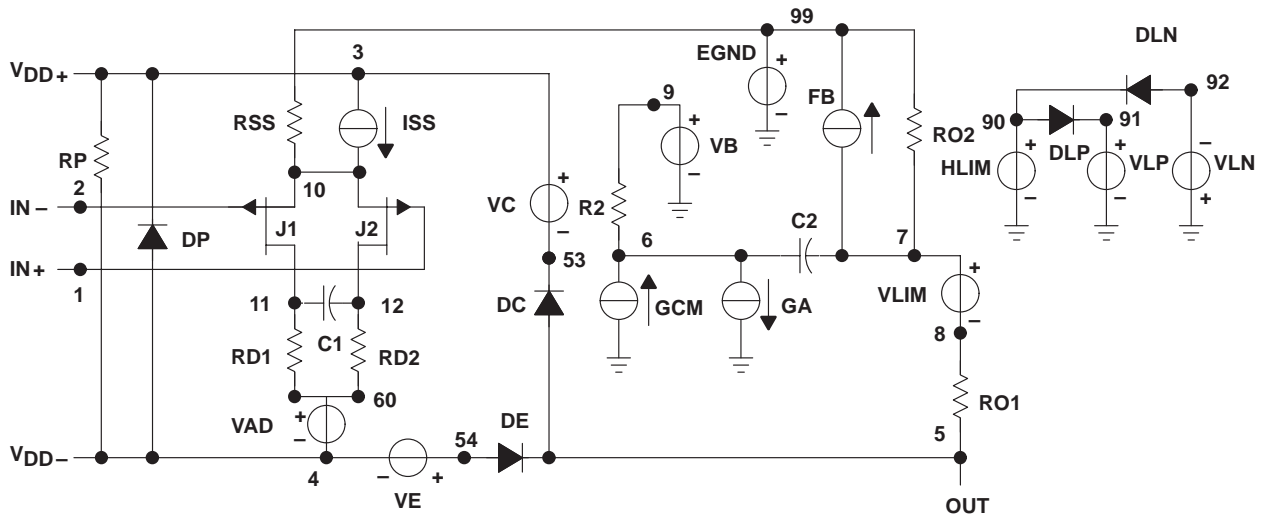 99
DLN
3
EGND
+
VDD+
9
FB
92
+
–
RSS
ISS
VB
–
RO2
90
91
RP
DLP
+
+
–
2
10
HLIM
VLP
VLN
–
–
+
IN–
VC
+
–
R2
C2
J1
J2
DP
6
7
IN+
53
1
+
11
12
DC
GCM
GA
VLIM
–
C1
8
RD1
RD2
60
+
RO1
VAD
–
54
DE
5
VDD–
4
–
+
VE
OUT